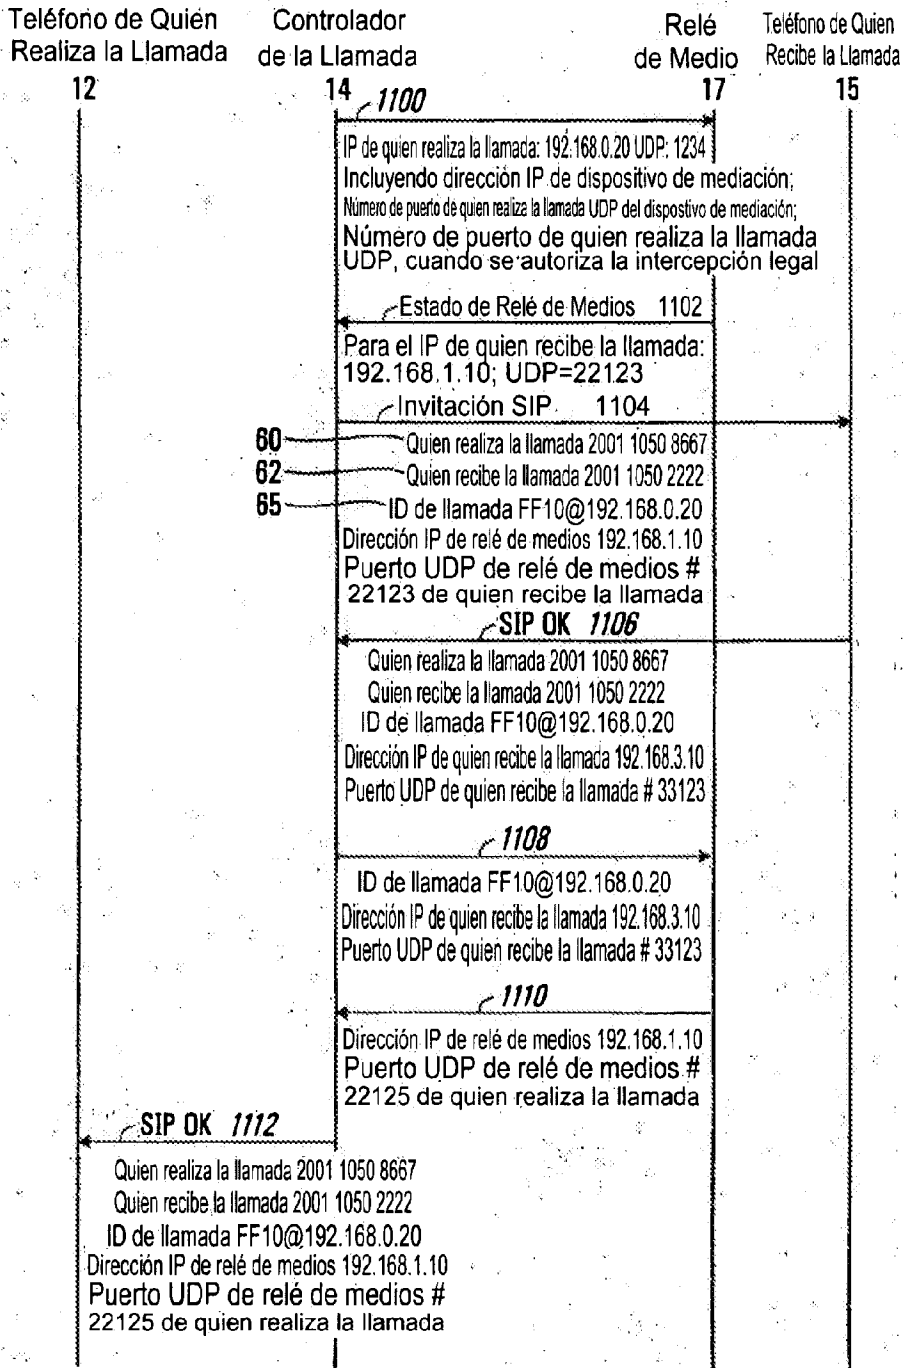 Teléfono de Quien
Realiza la Llamada
12
Controlador
de la Llamada
14
Relé
de Medio
17
Teléfono de Quien
Recibe la Llamada
15
1100
IP de quien realiza la llamada: 192.168.0.20 UDP: 1234
Incluyendo dirección IP de dispositivo de mediación;
Número de puerto de quien realiza la llamada UDP del dispostivo de mediación;
Número de puerto de quien realiza la llamada
UDP, cuando se autoriza la intercepción legal
Estado de Relé de Medios 1102
Para el IP de quien recibe la llamada:
192.168.1.10; UDP=22123
Invitación SIP 1104
60 Quien realiza la llamada 2001 1050 8667
62 Quien recibe la llamada 2001 1050 2222
65 ID de llamada FF10@192.168.0.20
Dirección IP de relé de medios 192.168.1.10
Puerto UDP de relé de medios #
22123 de quien recibe la llamada
SIP OK 1106
Quien realiza la llamada 2001 1050 8667
Quien recibe la llamada 2001 1050 2222
ID de llamada FF10@192.168.0.20
Dirección IP de quien recibe la llamada 192.168.3.10
Puerto UDP de quien recibe la llamada # 33123
1108
ID de llamada FF10@192.168.0.20
Dirección IP de quien recibe la llamada 192.168.3.10
Puerto UDP de quien recibe la llamada # 33123
1110
Dirección IP de relé de medios 192.168.1.10
Puerto UDP de relé de medios #
22125 de quien realiza la llamada
SIP OK 1112
Quien realiza la llamada 2001 1050 8667
Quien recibe la llamada 2001 1050 2222
ID de llamada FF10@192.168.0.20
Dirección IP de relé de medios 192.168.1.10
Puerto UDP de relé de medios #
22125 de quien realiza la llamada